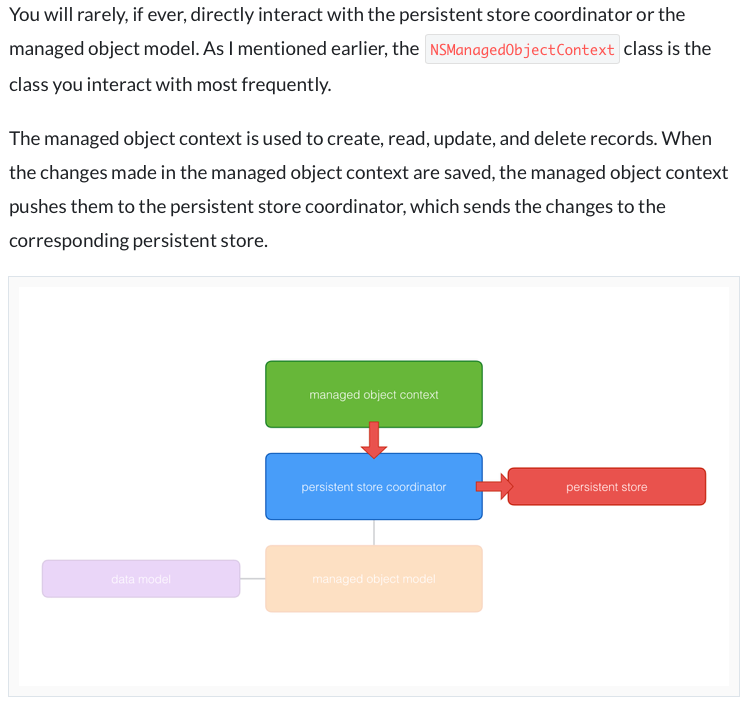 You will rarely, if ever, directly interact with the persistent store coordinator or the
managed object model. As I mentioned earlier, the NSManagedObjectContext class is the
class you interact with most frequently.
The managed object context is used to create, read, update, and delete records. When
the changes made in the managed object context are saved, the managed object context
pushes them to the persistent store coordinator, which sends the changes to the
corresponding persistent store.
managed object context
persistent store coordinator
persistent store
data model
managed object model